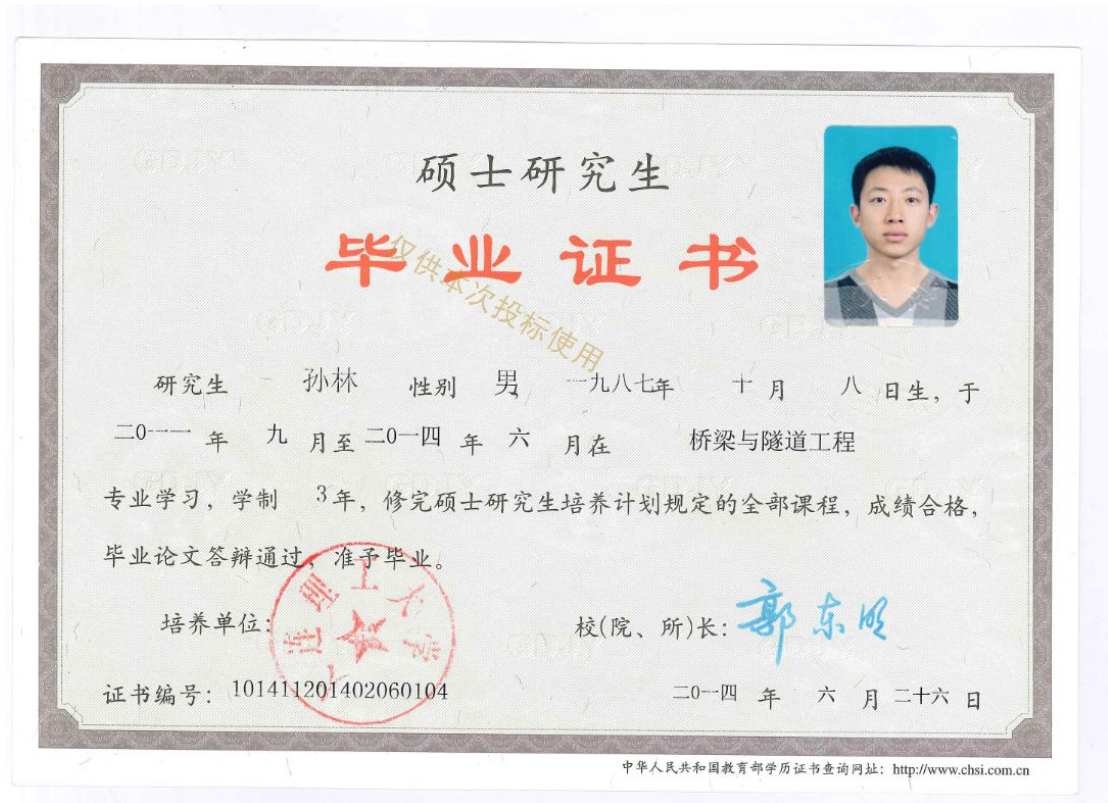 硕士研究生
毕业证书
仅供本次投标使用
研究生 孙林 性别 男, 一九八七年 十月 八日生，于
二0一一年 九月至二0一四年 六月在 桥梁与隧道工程
专业学习，学制 3年，修完硕士研究生培养计划规定的全部课程，成绩合格，
毕业论文答辩通过，准予毕业。
培养单位：
大连理工大学
校(院、所)长：郭东明
证书编号：101411201402060104
二0一四年 六月二十六日
中华人民共和国教育部学历证书查询网址：http://www.chsi.com.cn